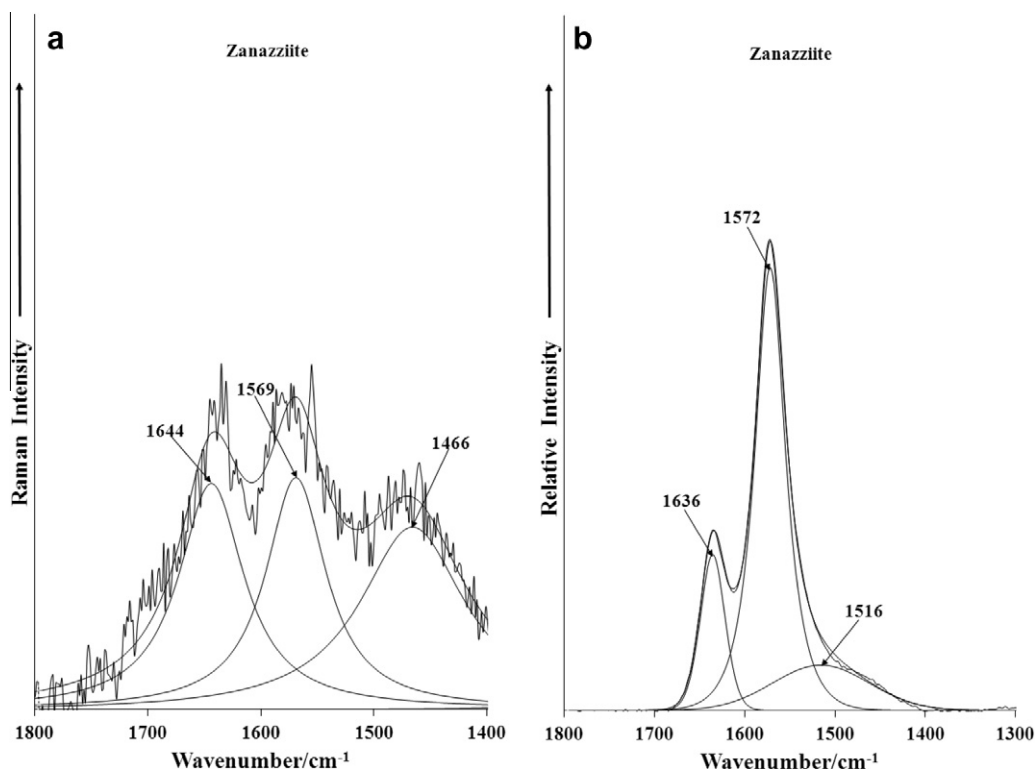 a
Zanazziite
Raman Intensity
1644
1569
1466
1800
1700
1600
1500
1400
Wavenumber/cm-1
b
Zanazziite
Relative Intensity
1636
1572
1516
1800
1700
1600
1500
1400
1300
Wavenumber/cm-1